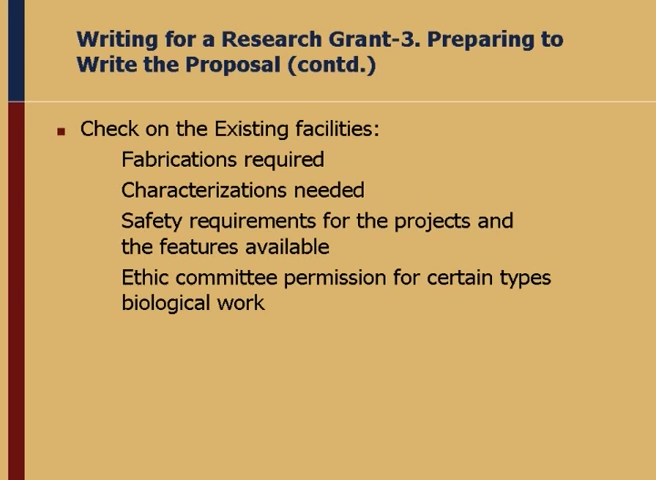 Writing for a Research Grant-3. Preparing to
Write the Proposal (contd.)
Check on the Existing facilities:
Fabrications required
Characterizations needed
Safety requirements for the projects and
the features available
Ethic committee permission for certain types
biological work